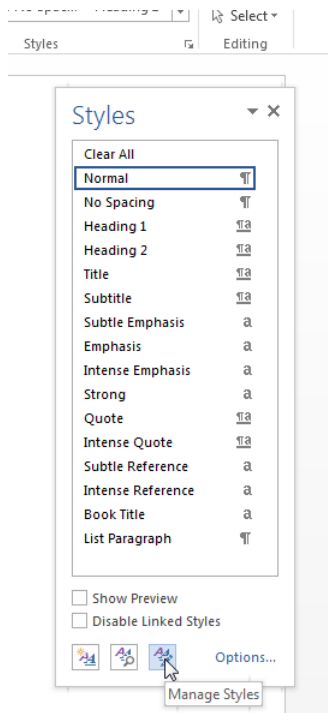 Select
Styles
Editing
Styles
Clear All
Normal ¶
No Spacing ¶
Heading 1 ¶a
Heading 2 ¶a
Title ¶a
Subtitle ¶a
Subtle Emphasis a
Emphasis a
Intense Emphasis a
Strong a
Quote ¶a
Intense Quote ¶a
Subtle Reference a
Intense Reference a
Book Title a
List Paragraph ¶
Show Preview
Disable Linked Styles
Options...
Manage Styles